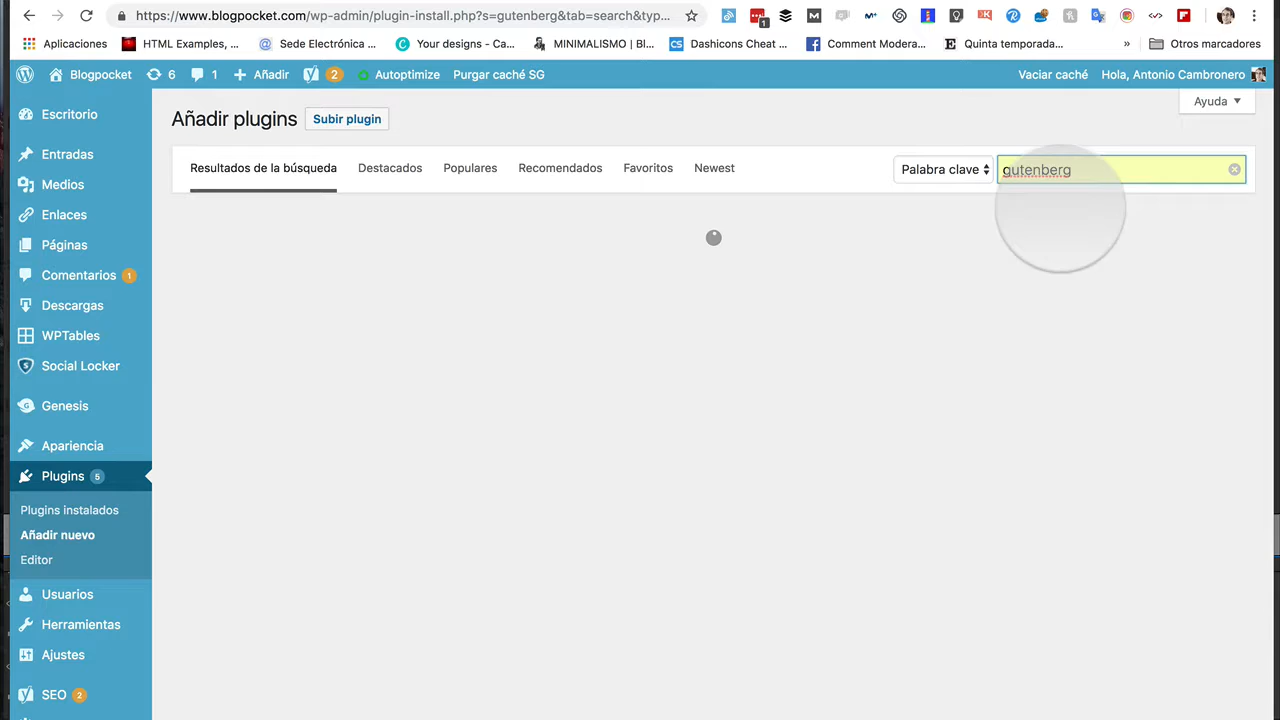 https://www.blogpocket.com/wp-admin/plugin-install.php?s=gutenberg&tab=search&typ...
Aplicaciones HTML Examples, ... Sede Electrónica ... Your designs - Ca... MINIMALISMO | Bl... CS Dashicons Cheat ... Comment Modera... E Quinta temporada... » Otros marcadores
Blogpocket 6 1 Añadir 2 Autoptimize Purgar caché SG Vaciar caché Hola, Antonio Cambronero
Ayuda
Escritorio
Entradas
Medios
Enlaces
Páginas
Comentarios 1
Descargas
WPTables
Social Locker
Genesis
Apariencia
Plugins 5
Plugins instalados
Añadir nuevo
Editor
Usuarios
Herramientas
Ajustes
SEO 2
Añadir plugins Subir plugin
Resultados de la búsqueda Destacados Populares Recomendados Favoritos Newest Palabra clave gutenberg